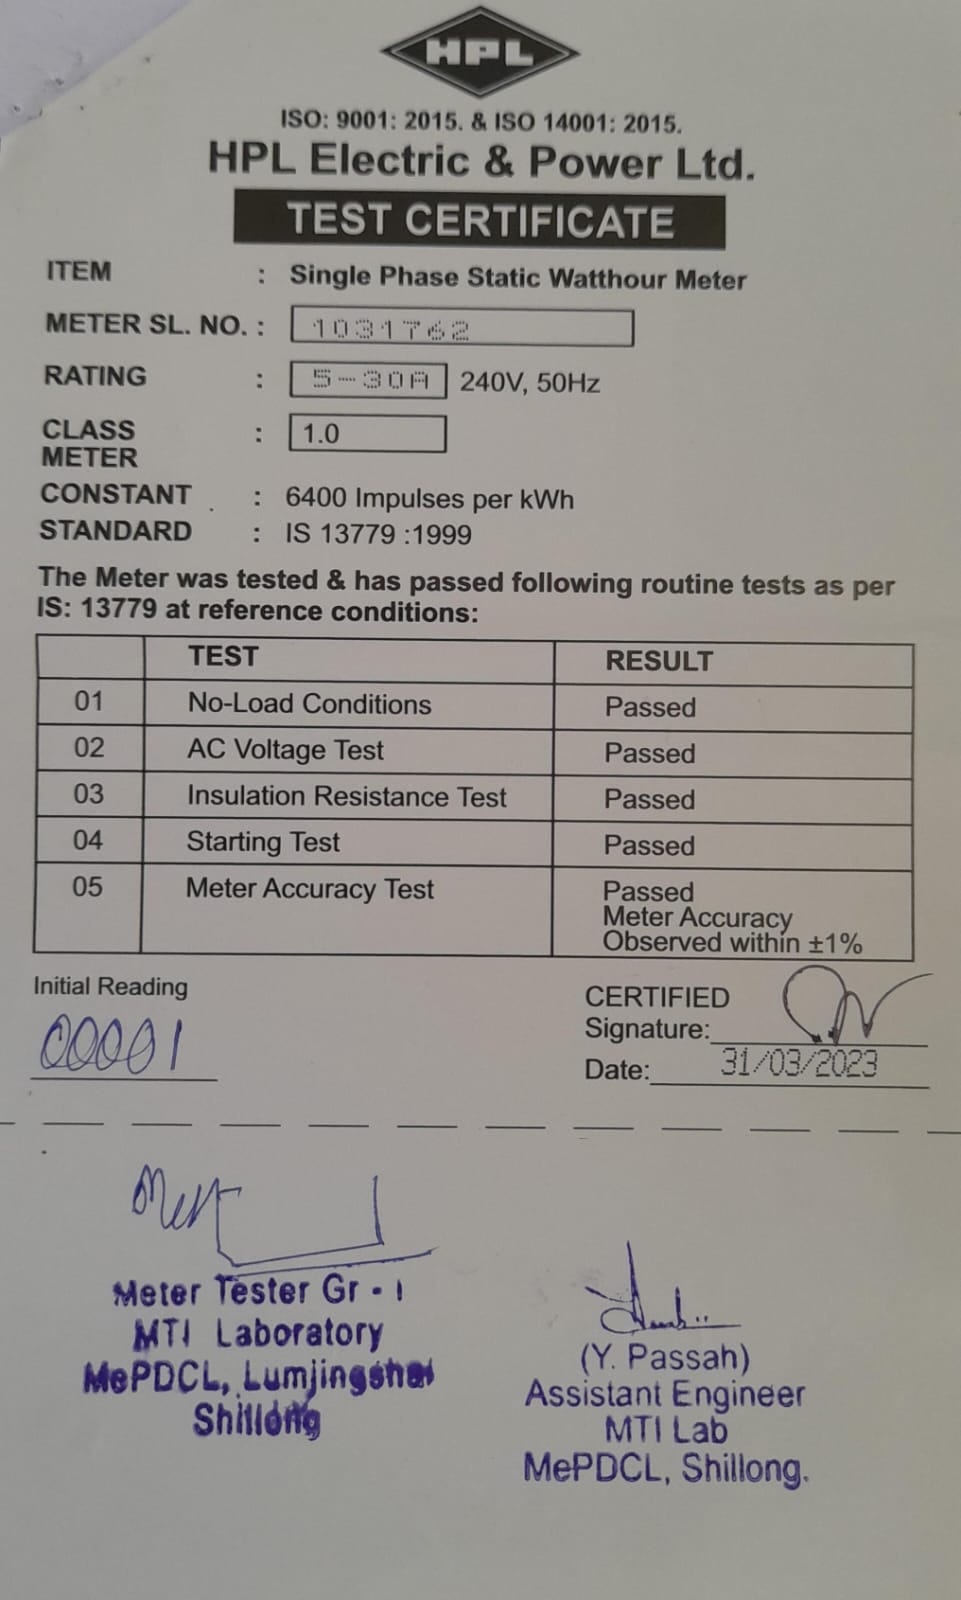 HPL
ISO: 9001: 2015. & ISO 14001: 2015.
HPL Electric & Power Ltd.
TEST CERTIFICATE
ITEM : Single Phase Static Watthour Meter
METER SL. NO. : 1031762
RATING : 5-30A 240V, 50Hz
CLASS : 1.0
METER
CONSTANT : 6400 Impulses per kWh
STANDARD : IS 13779 :1999
The Meter was tested & has passed following routine tests as per
IS: 13779 at reference conditions:
TEST RESULT
01 No-Load Conditions Passed
02 AC Voltage Test Passed
03 Insulation Resistance Test Passed
04 Starting Test Passed
05 Meter Accuracy Test Passed
Meter Accuracy
Observed within ±1%
Initial Reading
00001
CERTIFIED
Signature:
Date: 31/03/2023
Meter Tester Gr - I
MTI Laboratory
MePDCL, Lumjingshai
Shillong
(Y. Passah)
Assistant Engineer
MTI Lab
MePDCL, Shillong.